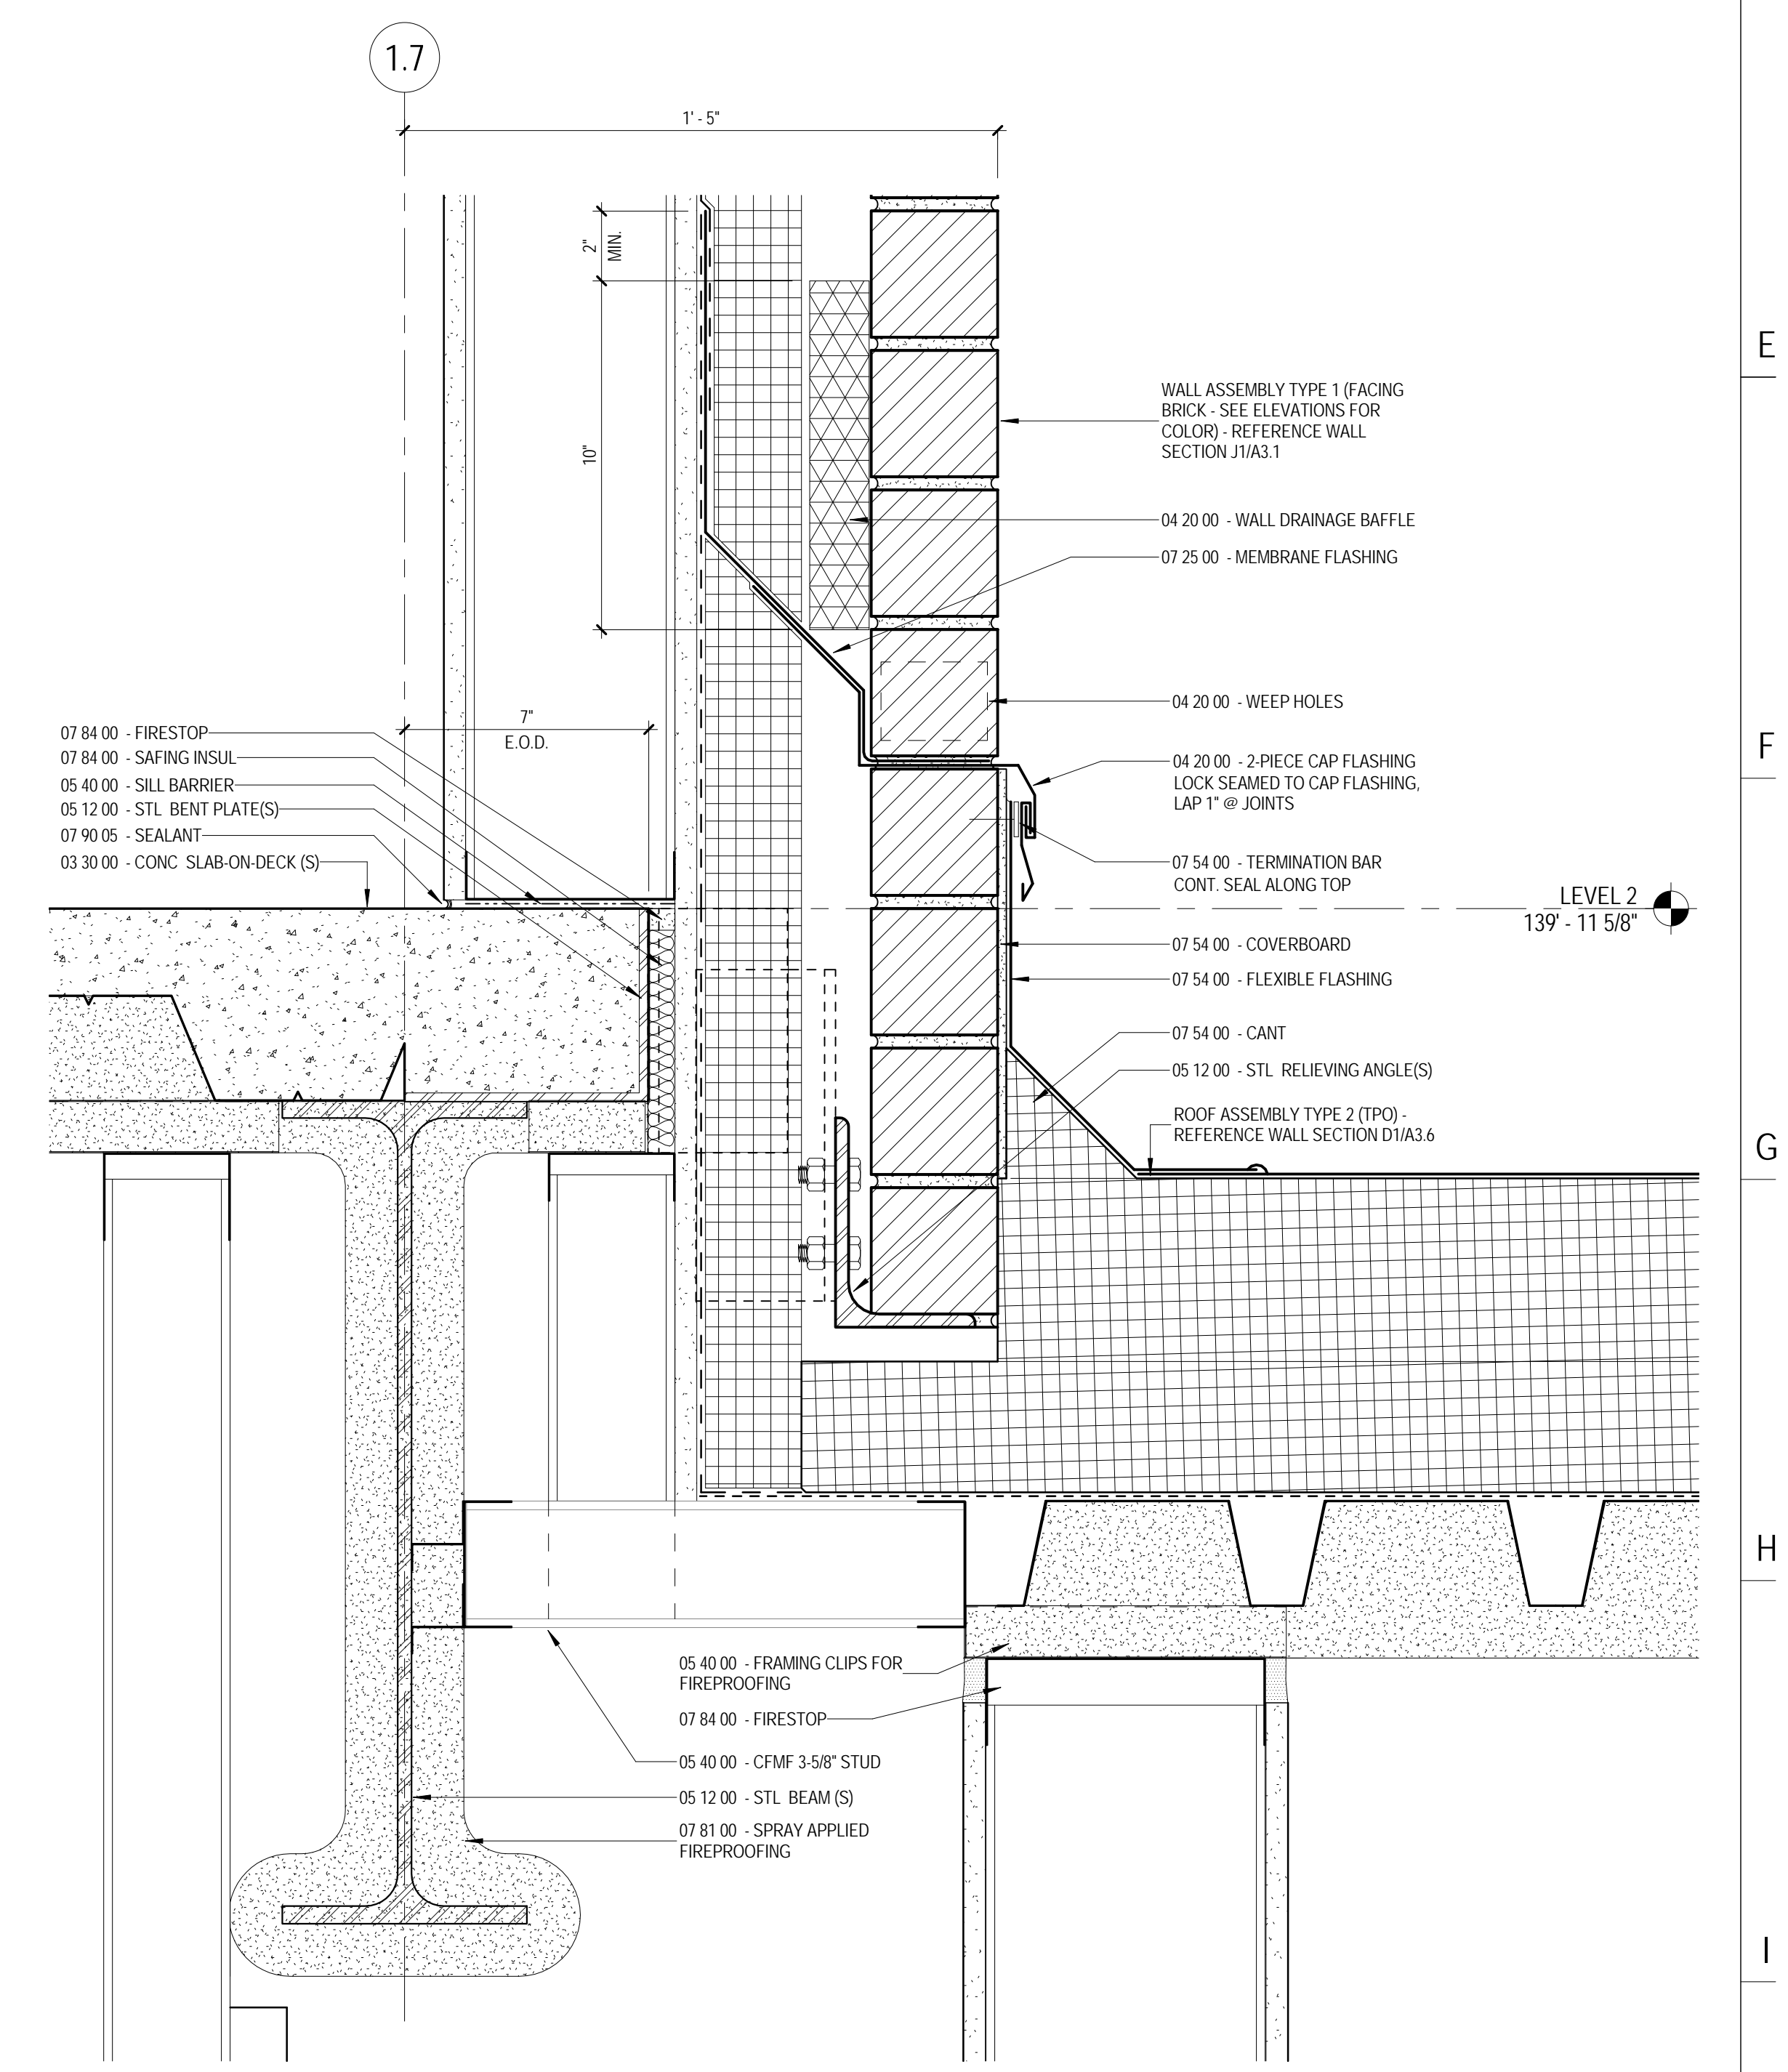 1.7
1' - 5"
2"
MIN.
10"
E
WALL ASSEMBLY TYPE 1 (FACING
BRICK - SEE ELEVATIONS FOR
COLOR) - REFERENCE WALL
SECTION J1/A3.1
04 20 00 - WALL DRAINAGE BAFFLE
07 25 00 - MEMBRANE FLASHING
04 20 00 - WEEP HOLES
7"
E.O.D.
07 84 00 - FIRESTOP
07 84 00 - SAFING INSUL
05 40 00 - SILL BARRIER
05 12 00 - STL BENT PLATE(S)
07 90 05 - SEALANT
03 30 00 - CONC SLAB-ON-DECK (S)
F
04 20 00 - 2-PIECE CAP FLASHING
LOCK SEAMED TO CAP FLASHING,
LAP 1" @ JOINTS
07 54 00 - TERMINATION BAR
CONT. SEAL ALONG TOP
LEVEL 2
139' - 11 5/8"
07 54 00 - COVERBOARD
07 54 00 - FLEXIBLE FLASHING
07 54 00 - CANT
05 12 00 - STL RELIEVING ANGLE(S)
ROOF ASSEMBLY TYPE 2 (TPO) -
REFERENCE WALL SECTION D1/A3.6
G
H
05 40 00 - FRAMING CLIPS FOR
FIREPROOFING
07 84 00 - FIRESTOP
05 40 00 - CFMF 3-5/8" STUD
05 12 00 - STL BEAM (S)
07 81 00 - SPRAY APPLIED
FIREPROOFING
I